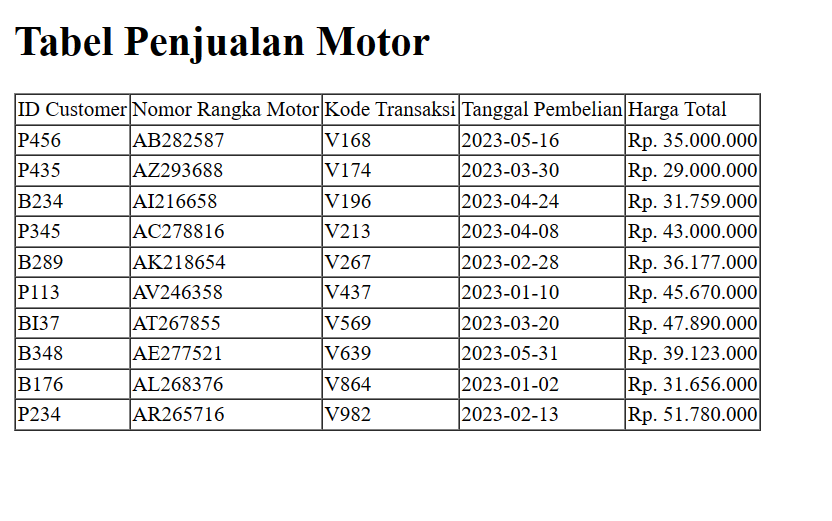 Tabel Penjualan Motor
ID Customer Nomor Rangka Motor Kode Transaksi Tanggal Pembelian Harga Total
P456 AB282587 V168 2023-05-16 Rp. 35.000.000
P435 AZ293688 V174 2023-03-30 Rp. 29.000.000
B234 AI216658 V196 2023-04-24 Rp. 31.759.000
P345 AC278816 V213 2023-04-08 Rp. 43.000.000
B289 AK218654 V267 2023-02-28 Rp. 36.177.000
P113 AV246358 V437 2023-01-10 Rp. 45.670.000
BI37 AT267855 V569 2023-03-20 Rp. 47.890.000
B348 AE277521 V639 2023-05-31 Rp. 39.123.000
B176 AL268376 V864 2023-01-02 Rp. 31.656.000
P234 AR265716 V982 2023-02-13 Rp. 51.780.000